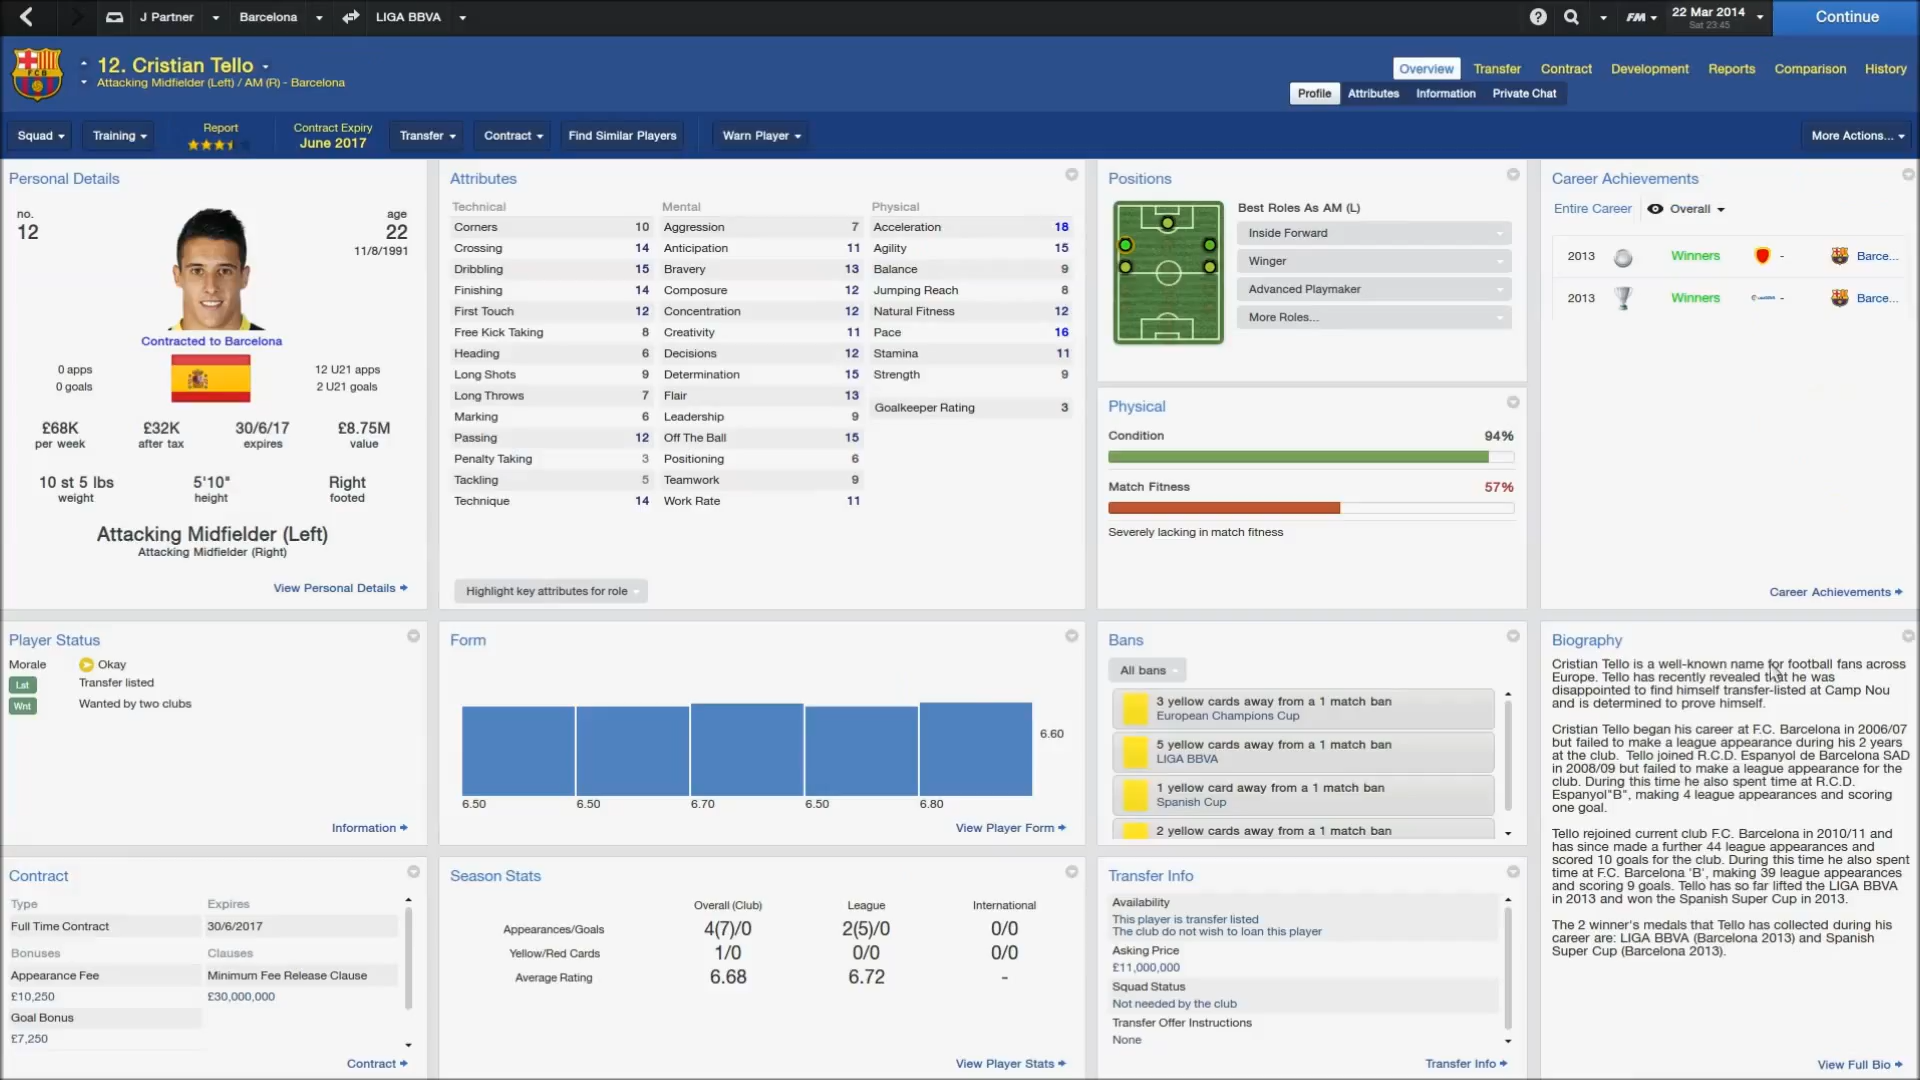 J Partner
Barcelona
LIGA BBVA
FM
22 Mar 2014
Sat 23:45
Continue
12. Cristian Tello
Attacking Midfielder (Left) / AM (R) - Barcelona
Overview
Transfer
Contract
Development
Reports
Comparison
History
Profile
Attributes
Information
Private Chat
Squad
Training
Report
Contract Expiry
June 2017
Transfer
Contract
Find Similar Players
Warn Player
More Actions...
Personal Details
no.
12
age
22
11/8/1991
Contracted to Barcelona
0 apps
0 goals
12 U21 apps
2 U21 goals
£68K
per week
£32K
after tax
30/6/17
expires
£8.75M
value
10 st 5 lbs
weight
5'10"
height
Right
footed
Attacking Midfielder (Left)
Attacking Midfielder (Right)
View Personal Details
Attributes
Technical
Corners 10
Crossing 14
Dribbling 15
Finishing 14
First Touch 12
Free Kick Taking 8
Heading 6
Long Shots 9
Long Throws 7
Marking 6
Passing 12
Penalty Taking 3
Tackling 5
Technique 14
Mental
Aggression 7
Anticipation 11
Bravery 13
Composure 12
Concentration 12
Creativity 11
Decisions 12
Determination 15
Flair 13
Leadership 9
Off The Ball 15
Positioning 6
Teamwork 9
Work Rate 11
Physical
Acceleration 18
Agility 15
Balance 9
Jumping Reach 8
Natural Fitness 12
Pace 16
Stamina 11
Strength 9
Goalkeeper Rating 3
Highlight key attributes for role
Positions
Best Roles As AM (L)
Inside Forward
Winger
Advanced Playmaker
More Roles...
Physical
Condition 94%
Match Fitness 57%
Severely lacking in match fitness
Career Achievements
Entire Career
Overall
2013 Winners - Barce...
2013 Winners - Barce...
Career Achievements
Player Status
Morale Okay
Lst Transfer listed
Wnt Wanted by two clubs
Information
Form
6.60
6.50 6.50 6.70 6.50 6.80
View Player Form
Bans
All bans
3 yellow cards away from a 1 match ban
European Champions Cup
5 yellow cards away from a 1 match ban
LIGA BBVA
1 yellow card away from a 1 match ban
Spanish Cup
2 yellow cards away from a 1 match ban
Biography
Cristian Tello is a well-known name for football fans across
Europe. Tello has recently revealed that he was
disappointed to find himself transfer-listed at Camp Nou
and is determined to prove himself.
Cristian Tello began his career at F.C. Barcelona in 2006/07
but failed to make a league appearance during his 2 years
at the club. Tello joined R.C.D. Espanyol de Barcelona SAD
in 2008/09 but failed to make a league appearance for the
club. During this time he also spent time at R.C.D.
Espanyol"B", making 4 league appearances and scoring
one goal.
Tello rejoined current club F.C. Barcelona in 2010/11 and
has since made a further 44 league appearances and
scored 10 goals for the club. During this time he also spent
time at F.C. Barcelona 'B', making 39 league appearances
and scoring 9 goals. Tello has so far lifted the LIGA BBVA
in 2013 and won the Spanish Super Cup in 2013.
The 2 winner's medals that Tello has collected during his
career are: LIGA BBVA (Barcelona 2013) and Spanish
Super Cup (Barcelona 2013).
View Full Bio
Contract
Type Expires
Full Time Contract 30/6/2017
Bonuses Clauses
Appearance Fee Minimum Fee Release Clause
£10,250 £30,000,000
Goal Bonus
£7,250
Contract
Season Stats
Overall (Club) League International
Appearances/Goals 4(7)/0 2(5)/0 0/0
Yellow/Red Cards 1/0 0/0 0/0
Average Rating 6.68 6.72 -
View Player Stats
Transfer Info
Availability
This player is transfer listed
The club do not wish to loan this player
Asking Price
£11,000,000
Squad Status
Not needed by the club
Transfer Offer Instructions
None
Transfer Info